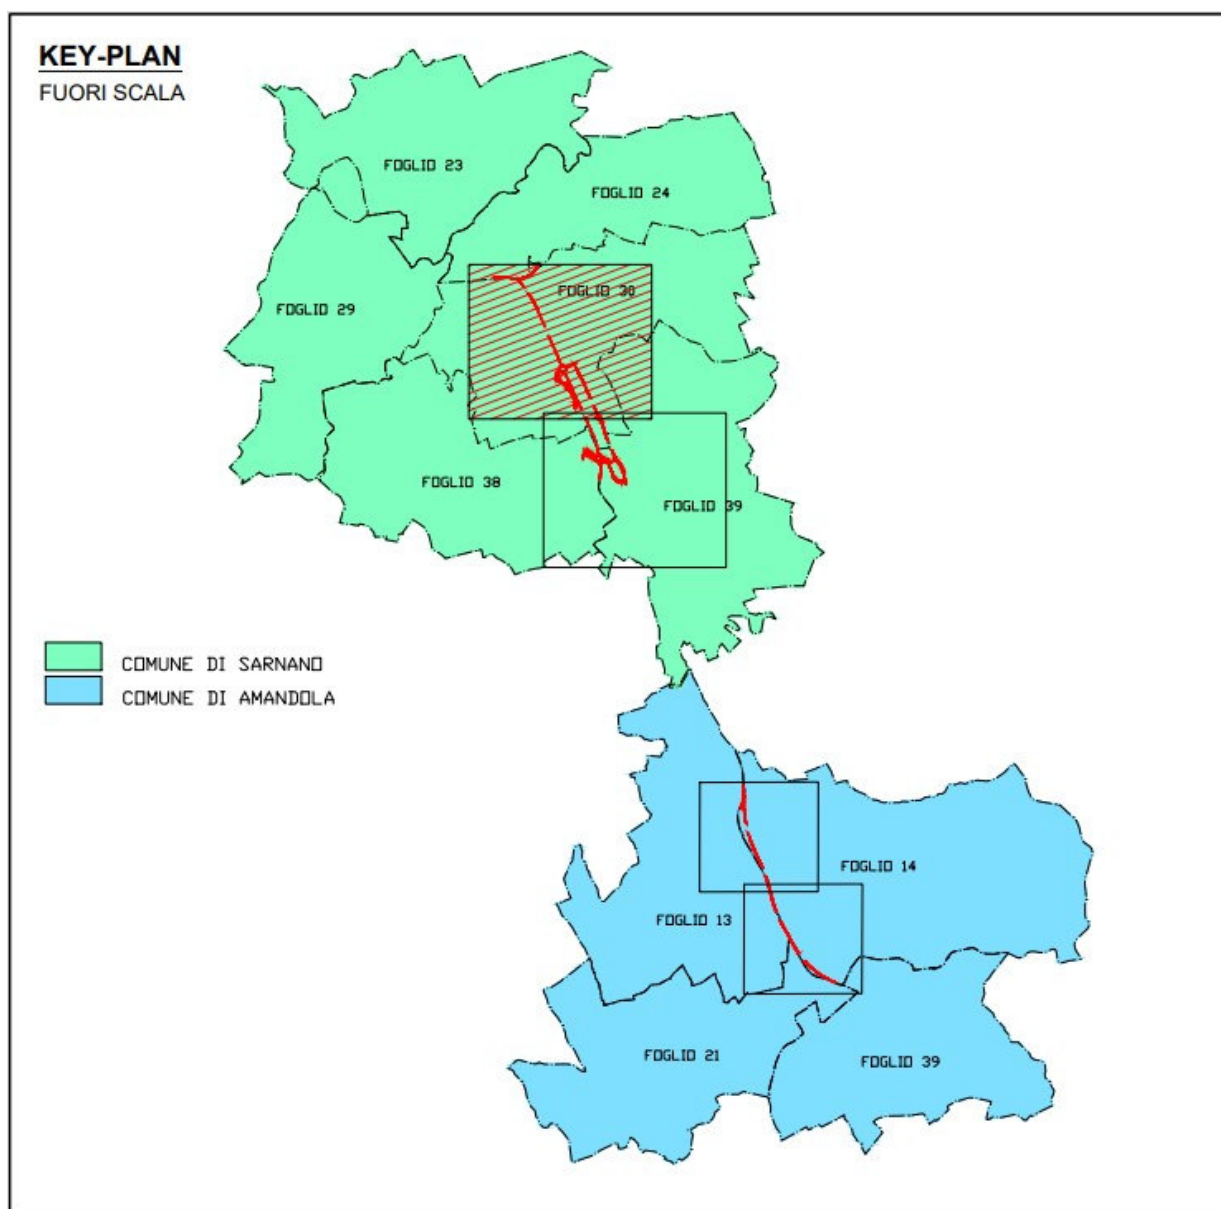 KEY-PLAN
FUORI SCALA
FOGLIO 23
FOGLIO 24
FOGLIO 30
FOGLIO 29
FOGLIO 38
FOGLIO 39
COMUNE DI SARNANO
COMUNE DI AMANDOLA
FOGLIO 14
FOGLIO 13
FOGLIO 21
FOGLIO 39